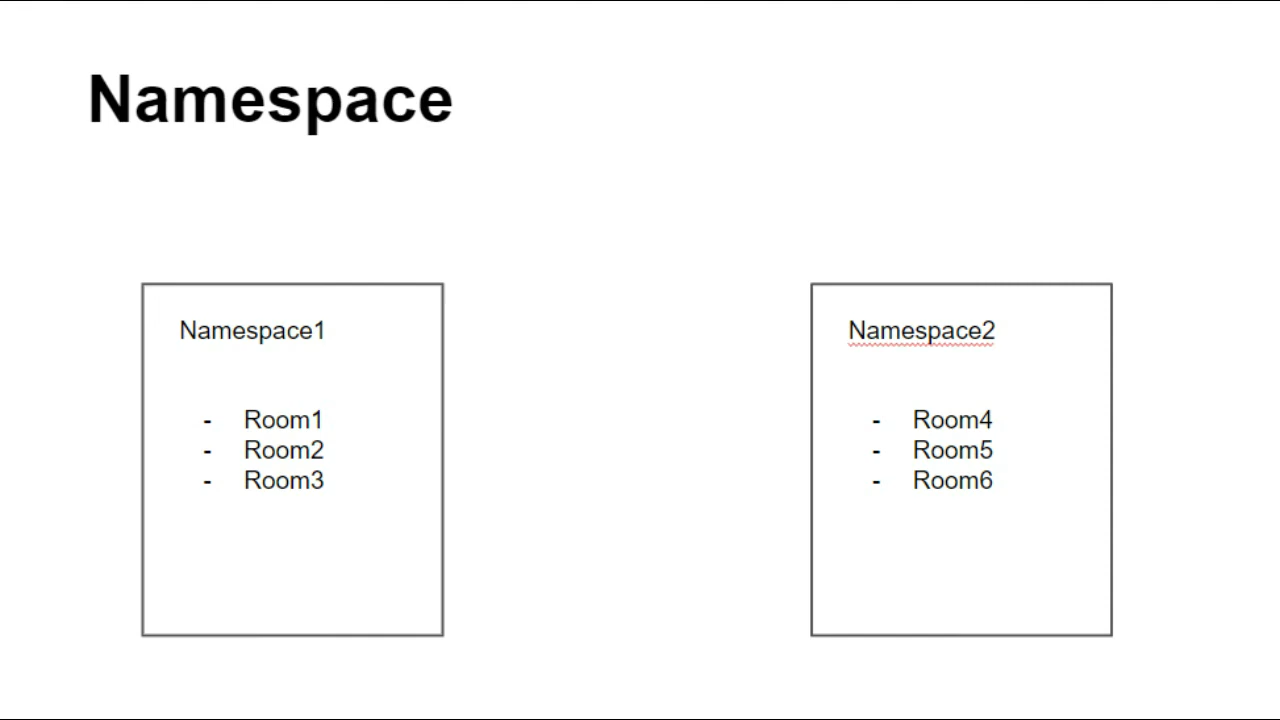 Namespace
Namespace1
- Room1
- Room2
- Room3
Namespace2
- Room4
- Room5
- Room6